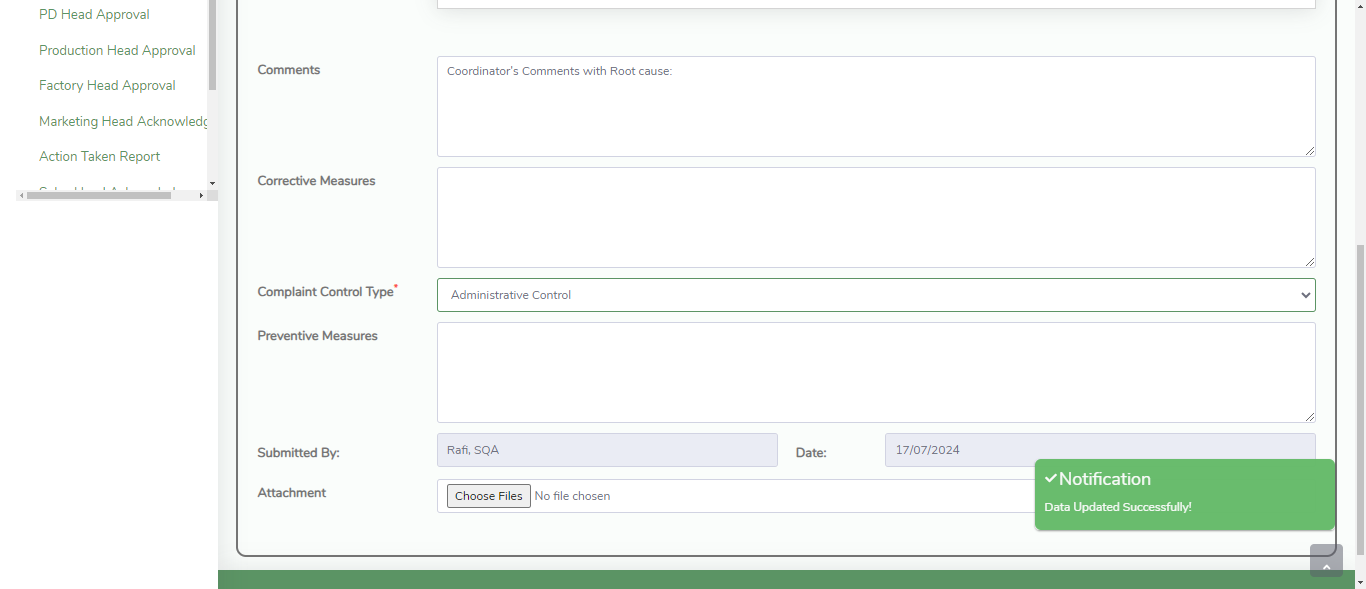 PD Head Approval
Production Head Approval
Factory Head Approval
Marketing Head Acknowledg
Action Taken Report
Comments
Coordinator's Comments with Root cause:
Corrective Measures
Complaint Control Type*
Administrative Control
Preventive Measures
Submitted By:
Rafi, SQA
Date:
17/07/2024
Attachment
Choose Files No file chosen
Notification
Data Updated Successfully!